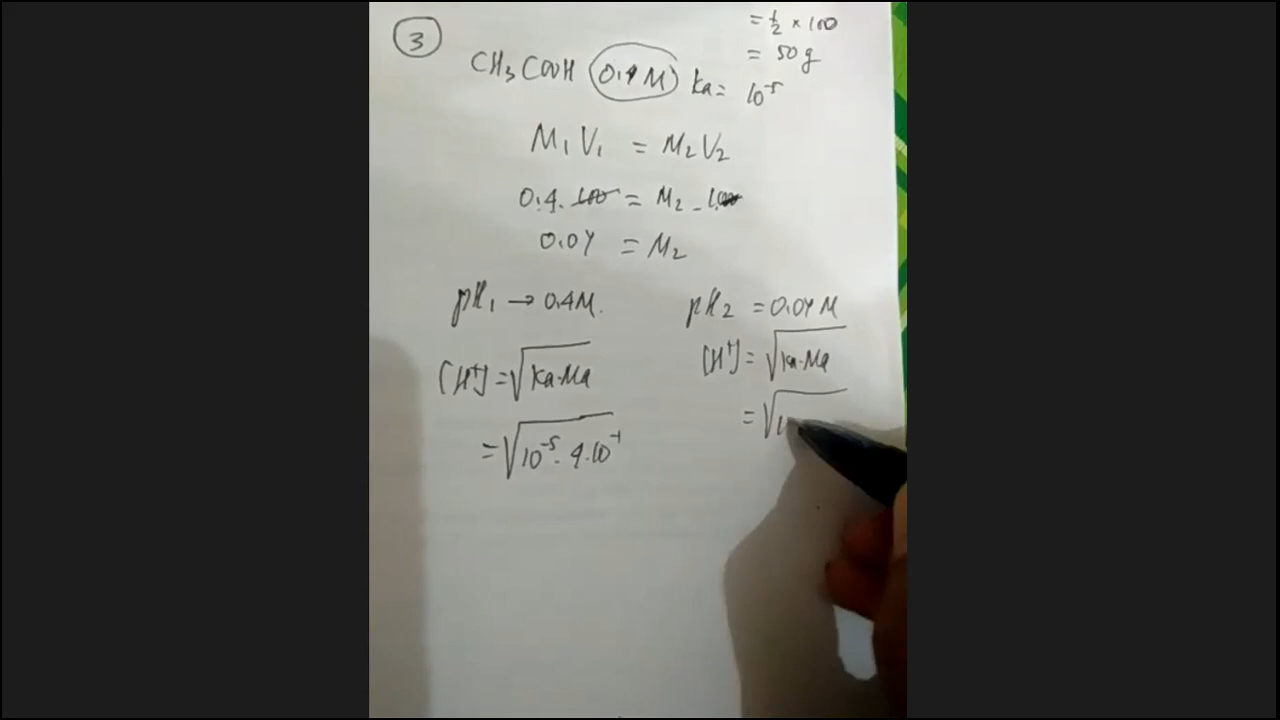 = 1/2 × 100
= 50 g
3
CH3COOH 0.4 M ka = 10⁻⁵
M1 V1 = M2 V2
0.4. 100 = M2 -
0.04 = M2
pH1 → 0.4M.
pH2 = 0.04 M
[H⁺] = √ka.Ma
[H⁺] = √ka.Ma
= √10⁻⁵. 4.10⁻¹
= √1